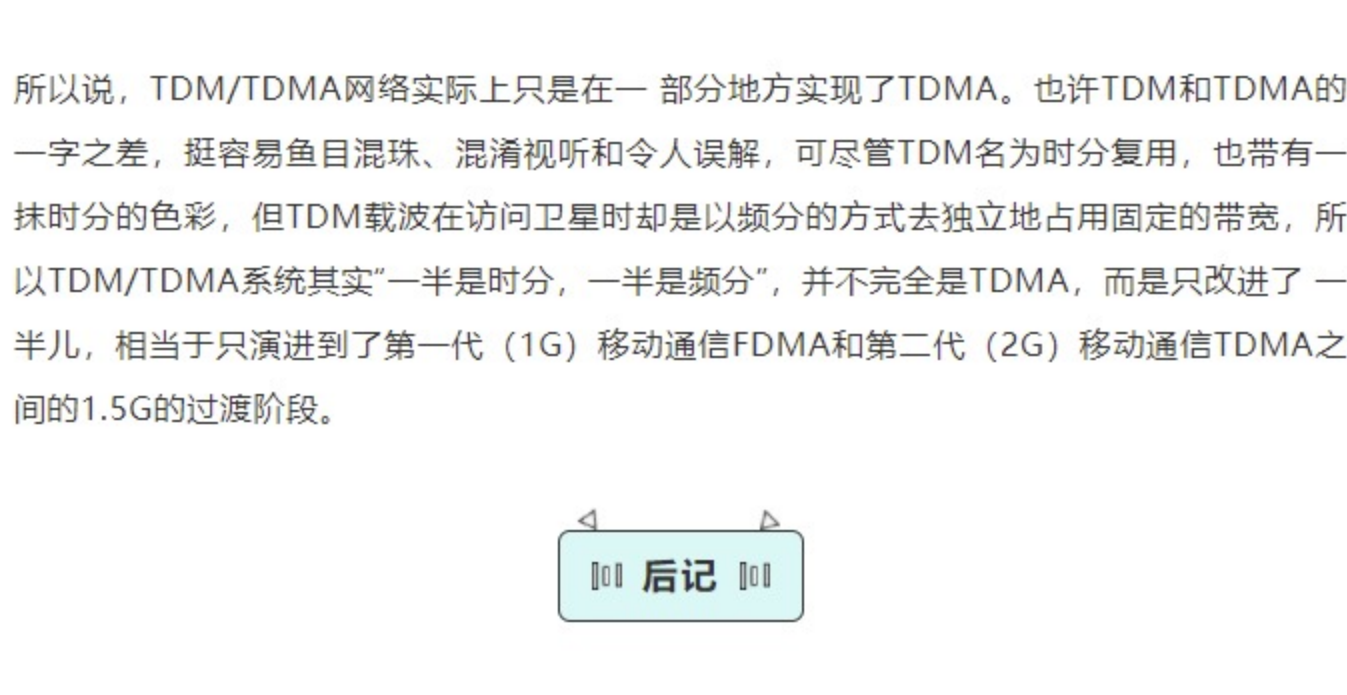 所以说，TDM/TDMA网络实际上只是在一 部分地方实现了TDMA。也许TDM和TDMA的
一字之差，挺容易鱼目混珠、混淆视听和令人误解，可尽管TDM名为时分复用，也带有一
抹时分的色彩，但TDM载波在访问卫星时却是以频分的方式去独立地占用固定的带宽，所
以TDM/TDMA系统其实“一半是时分，一半是频分”，并不完全是TDMA，而是只改进了 一
半儿，相当于只演进到了第一代（1G）移动通信FDMA和第二代（2G）移动通信TDMA之
间的1.5G的过渡阶段。
后记